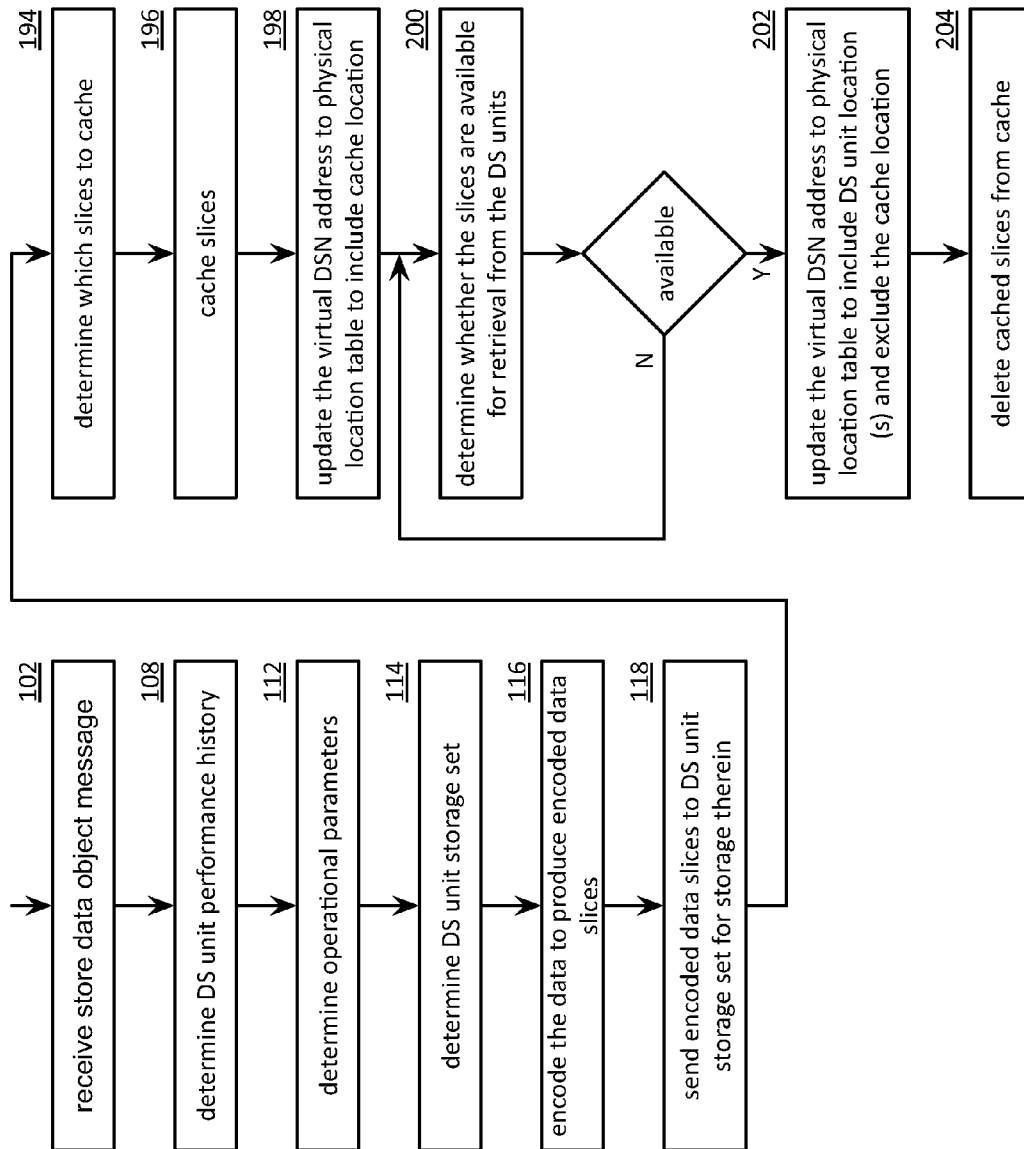 102
receive store data object message
108
determine DS unit performance history
112
determine operational parameters
114
determine DS unit storage set
116
encode the data to produce encoded data
slices
118
send encoded data slices to DS unit
storage set for storage therein
194
determine which slices to cache
196
cache slices
198
update the virtual DSN address to physical
location table to include cache location
200
determine whether the slices are available
for retrieval from the DS units
available
N
Y
202
update the virtual DSN address to physical
location table to include DS unit location
(s) and exclude the cache location
204
delete cached slices from cache